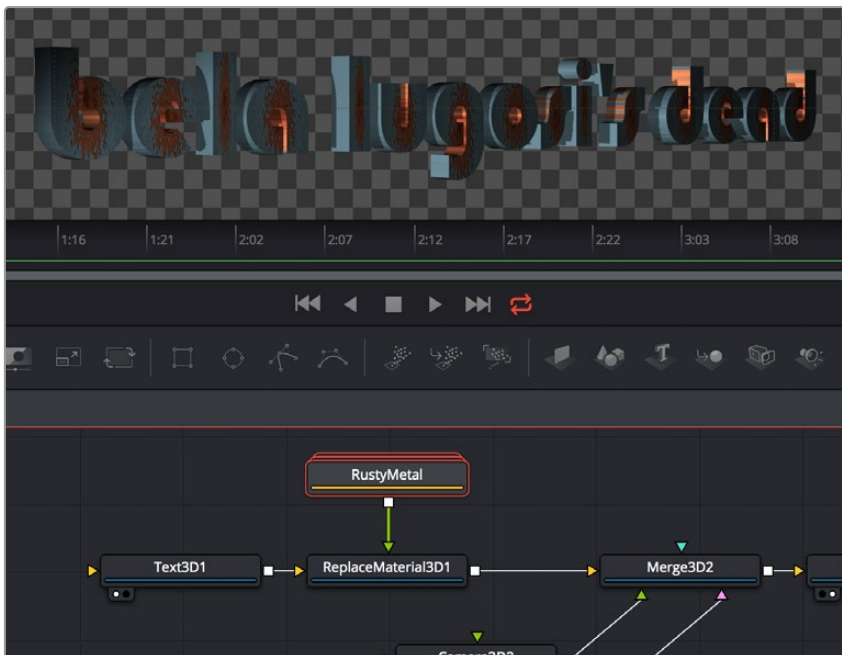 bela lugosi's dead
1:16 1:21 2:02 2:07 2:12 2:17 2:22 3:03 3:08
RustyMetal
Text3D1 ReplaceMaterial3D1 Merge3D2
Camera3D2